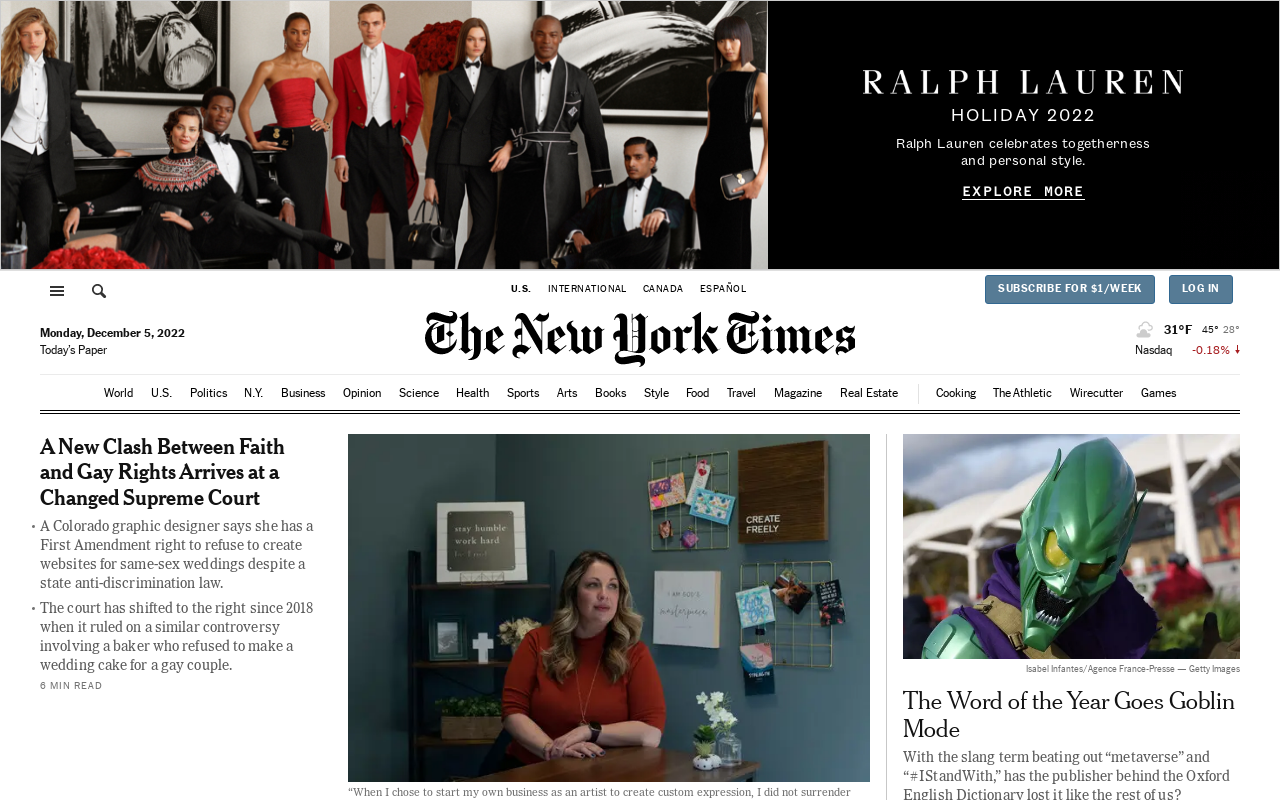 RALPH LAUREN
HOLIDAY 2022
Ralph Lauren celebrates togetherness
and personal style.
EXPLORE MORE
U.S. INTERNATIONAL CANADA ESPAÑOL
SUBSCRIBE FOR $1/WEEK LOG IN
Monday, December 5, 2022
Today's Paper
The New York Times
31°F 45° 28°
Nasdaq -0.18%
World U.S. Politics N.Y. Business Opinion Science Health Sports Arts Books Style Food Travel Magazine Real Estate Cooking The Athletic Wirecutter Games
A New Clash Between Faith
and Gay Rights Arrives at a
Changed Supreme Court
• A Colorado graphic designer says she has a
First Amendment right to refuse to create
websites for same-sex weddings despite a
state anti-discrimination law.
• The court has shifted to the right since 2018
when it ruled on a similar controversy
involving a baker who refused to make a
wedding cake for a gay couple.
6 MIN READ
stay humble
work hard
CREATE
FREELY
I AM GOD'S
masterpiece
“When I chose to start my own business as an artist to create custom expression, I did not surrender
Isabel Infantes/Agence France-Presse — Getty Images
The Word of the Year Goes Goblin
Mode
With the slang term beating out “metaverse” and
“#IStandWith,” has the publisher behind the Oxford
English Dictionary lost it like the rest of us?